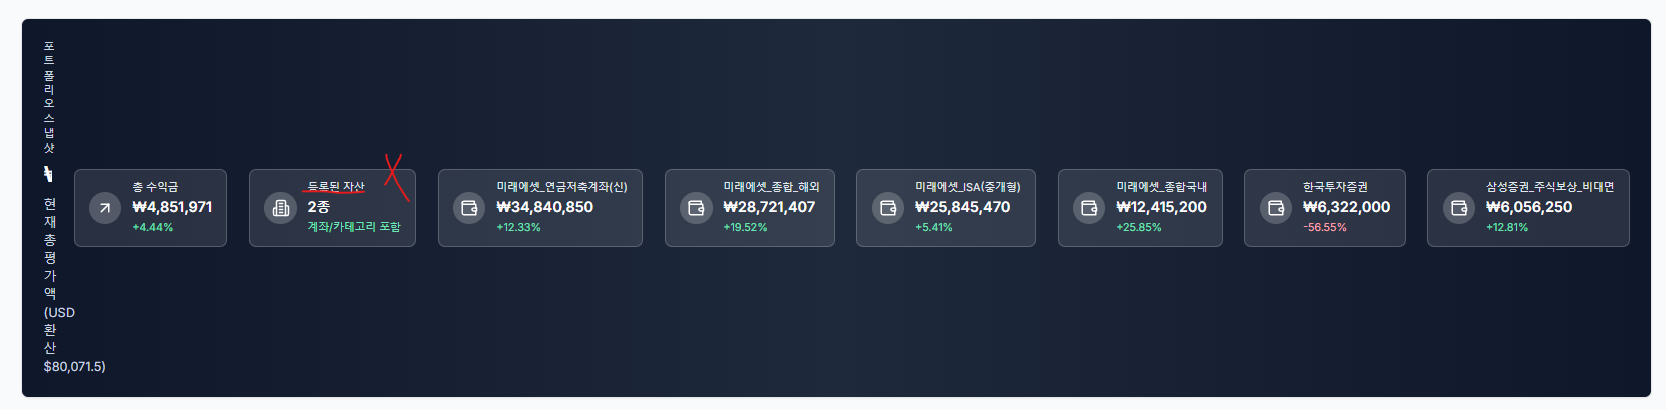 포
트
폴
리
오
스
냅
샷
₩
현
재
총
평
가
액
(USD
환
산
$80,071.5)
총 수익금
₩4,851,971
+4.44%
등록된 자산
2종
계좌/카테고리 포함
미래에셋_연금저축계좌(신)
₩34,840,850
+12.33%
미래에셋_종합_해외
₩28,721,407
+19.52%
미래에셋_ISA(중개형)
₩25,845,470
+5.41%
미래에셋_종합국내
₩12,415,200
+25.85%
한국투자증권
₩6,322,000
-56.55%
삼성증권_주식보상_비대면
₩6,056,250
+12.81%